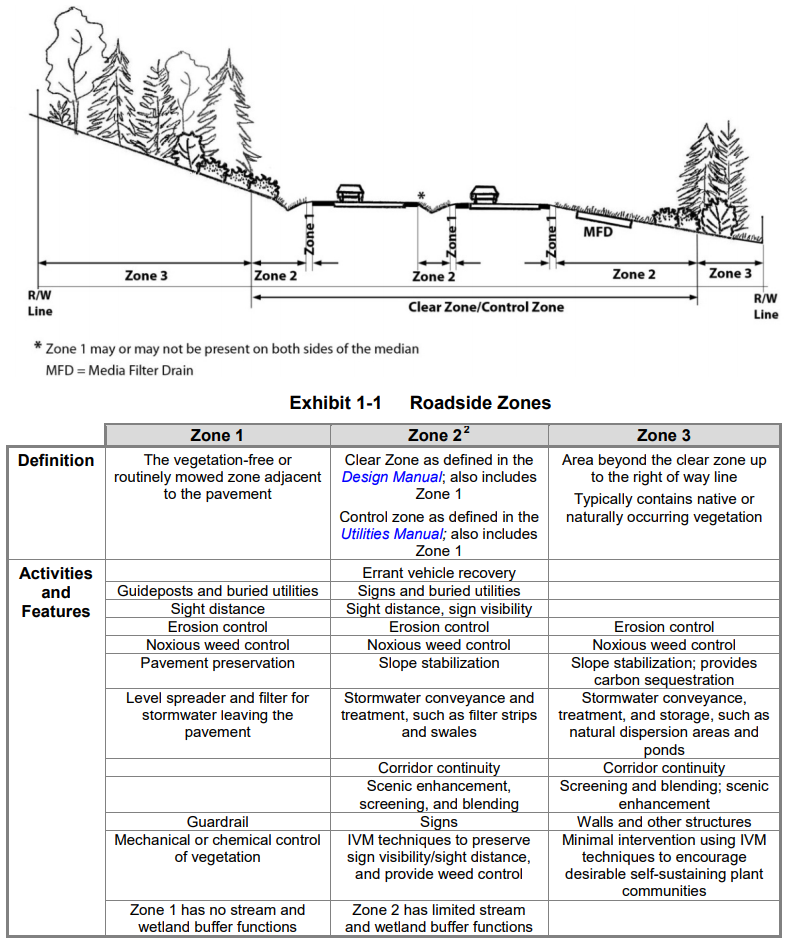 *
Zone 1
Zone 1
Zone 1
MFD
Zone 3
Zone 2
Zone 2
Zone 2
Zone 3
R/W
Line
Clear Zone/Control Zone
R/W
Line
* Zone 1 may or may not be present on both sides of the median
MFD = Media Filter Drain
Exhibit 1-1 Roadside Zones
Zone 1
Zone 2²
Zone 3
Definition
The vegetation-free or
routinely mowed zone adjacent
to the pavement
Clear Zone as defined in the
Design Manual; also includes
Zone 1
Control zone as defined in the
Utilities Manual; also includes
Zone 1
Area beyond the clear zone up
to the right of way line
Typically contains native or
naturally occurring vegetation
Activities
and
Features
Errant vehicle recovery
Guideposts and buried utilities
Signs and buried utilities
Sight distance
Sight distance, sign visibility
Erosion control
Erosion control
Erosion control
Noxious weed control
Noxious weed control
Noxious weed control
Pavement preservation
Slope stabilization
Slope stabilization; provides
carbon sequestration
Level spreader and filter for
stormwater leaving the
pavement
Stormwater conveyance and
treatment, such as filter strips
and swales
Stormwater conveyance,
treatment, and storage, such as
natural dispersion areas and
ponds
Corridor continuity
Corridor continuity
Scenic enhancement,
screening, and blending
Screening and blending; scenic
enhancement
Guardrail
Signs
Walls and other structures
Mechanical or chemical control
of vegetation
IVM techniques to preserve
sign visibility/sight distance,
and provide weed control
Minimal intervention using IVM
techniques to encourage
desirable self-sustaining plant
communities
Zone 1 has no stream and
wetland buffer functions
Zone 2 has limited stream
and wetland buffer functions